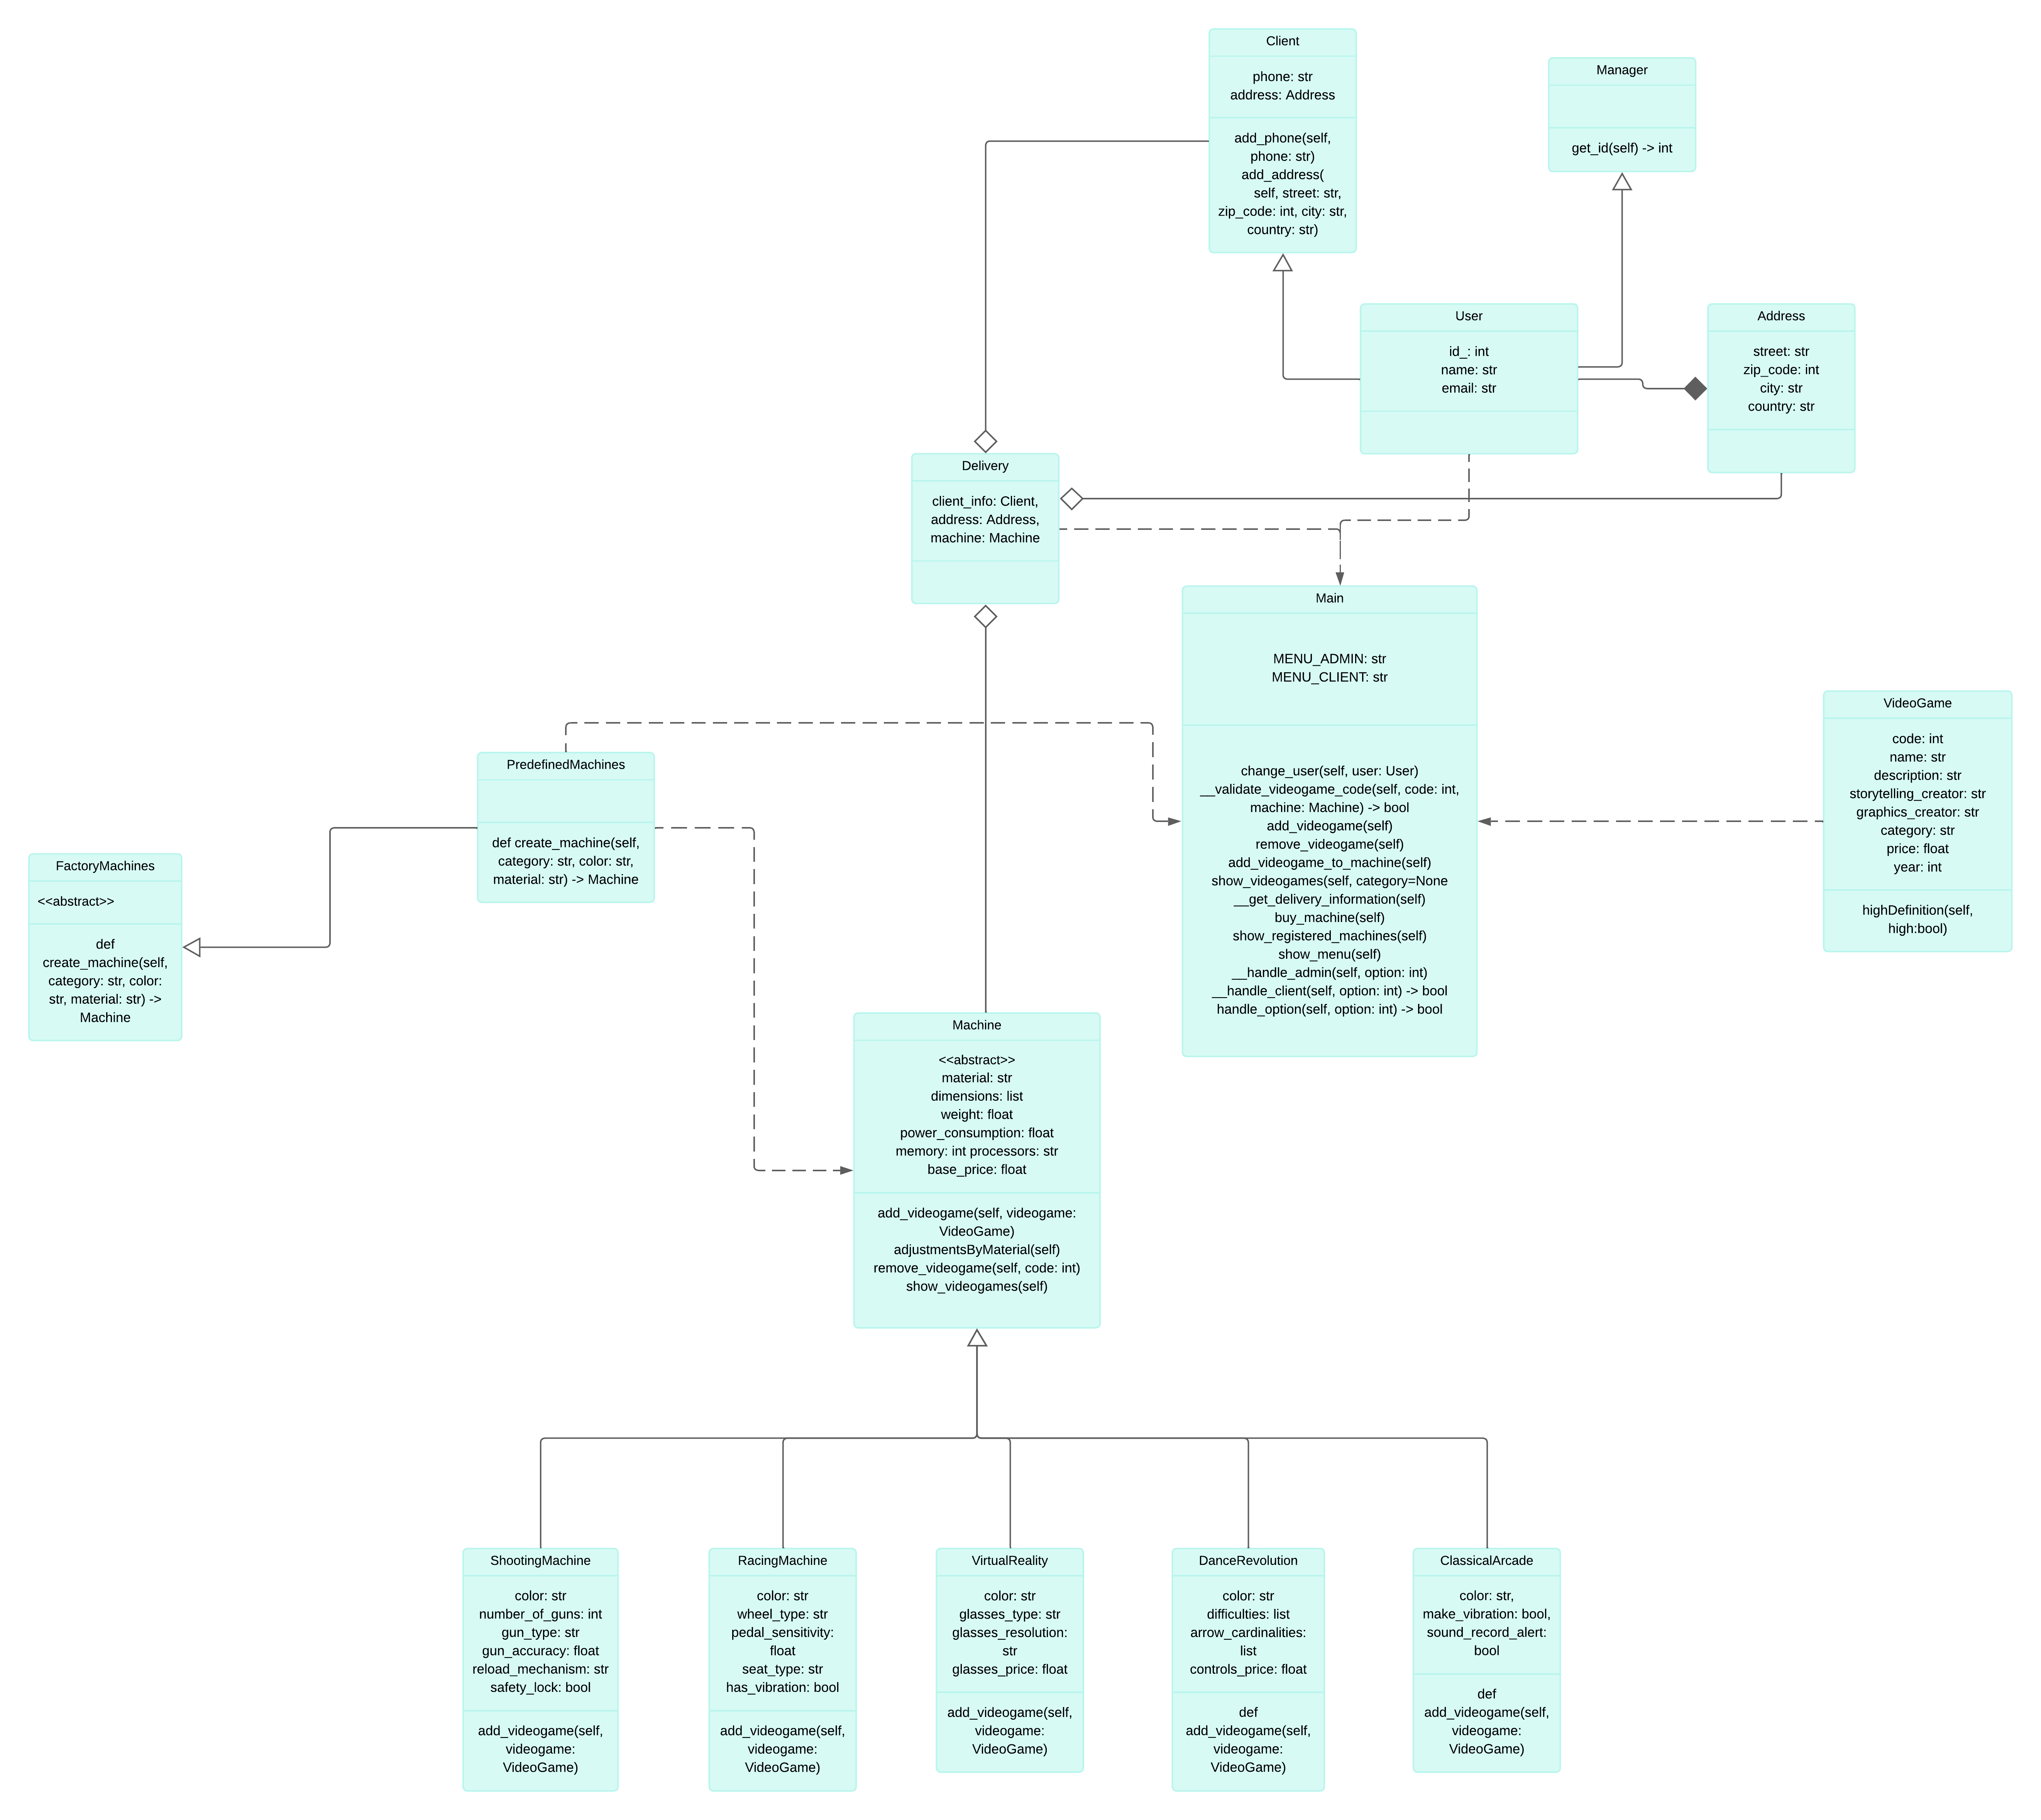 Client
phone: str
address: Address
add_phone(self,
phone: str)
add_address(
self, street: str,
zip_code: int, city: str,
country: str)
Manager
get_id(self) -> int
User
id_: int
name: str
email: str
Address
street: str
zip_code: int
city: str
country: str
Delivery
client_info: Client,
address: Address,
machine: Machine
Main
MENU_ADMIN: str
MENU_CLIENT: str
change_user(self, user: User)
__validate_videogame_code(self, code: int,
machine: Machine) -> bool
add_videogame(self)
remove_videogame(self)
add_videogame_to_machine(self)
show_videogames(self, category=None
__get_delivery_information(self)
buy_machine(self)
show_registered_machines(self)
show_menu(self)
__handle_admin(self, option: int)
__handle_client(self, option: int) -> bool
handle_option(self, option: int) -> bool
VideoGame
code: int
name: str
description: str
storytelling_creator: str
graphics_creator: str
category: str
price: float
year: int
highDefinition(self,
high:bool)
PredefinedMachines
def create_machine(self,
category: str, color: str,
material: str) -> Machine
FactoryMachines
<<abstract>>
def
create_machine(self,
category: str, color:
str, material: str) ->
Machine
Machine
<<abstract>>
material: str
dimensions: list
weight: float
power_consumption: float
memory: int processors: str
base_price: float
add_videogame(self, videogame:
VideoGame)
adjustmentsByMaterial(self)
remove_videogame(self, code: int)
show_videogames(self)
ShootingMachine
color: str
number_of_guns: int
gun_type: str
gun_accuracy: float
reload_mechanism: str
safety_lock: bool
add_videogame(self,
videogame:
VideoGame)
RacingMachine
color: str
wheel_type: str
pedal_sensitivity:
float
seat_type: str
has_vibration: bool
add_videogame(self,
videogame:
VideoGame)
VirtualReality
color: str
glasses_type: str
glasses_resolution:
str
glasses_price: float
add_videogame(self,
videogame:
VideoGame)
DanceRevolution
color: str
difficulties: list
arrow_cardinalities:
list
controls_price: float
def
add_videogame(self,
videogame:
VideoGame)
ClassicalArcade
color: str,
make_vibration: bool,
sound_record_alert:
bool
def
add_videogame(self,
videogame:
VideoGame)